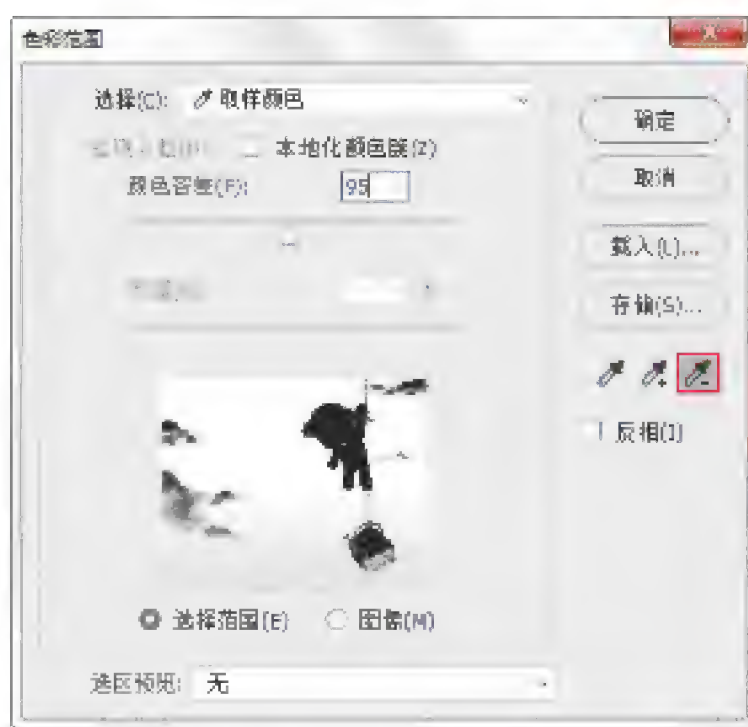 色彩范围
选择(C): 取样颜色
本地化颜色簇(Z)
颜色容差(F): 95
确定
取消
载入(L)...
存储(S)...
反相(I)
选择范围(E) 图像(M)
选区预览: 无